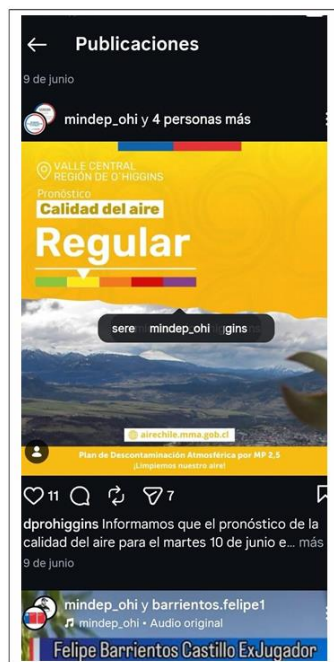 Publicaciones
9 de junio
mindep_ohi y 4 personas más
VALLE CENTRAL
REGIÓN DE O'HIGGINS
Pronóstico
Calidad del aire
Regular
sere mindep_ohi ggins
airechile.mma.gob.cl
Plan de Descontaminación Atmosférica por MP 2,5
¡Limpiemos nuestro aire!
11 7
dprohiggins Informamos que el pronóstico de la
calidad del aire para el martes 10 de junio e... más
9 de junio
mindep_ohi y barrientos.felipe1
mindep_ohi • Audio original
Felipe Barrientos Castillo ExJugador